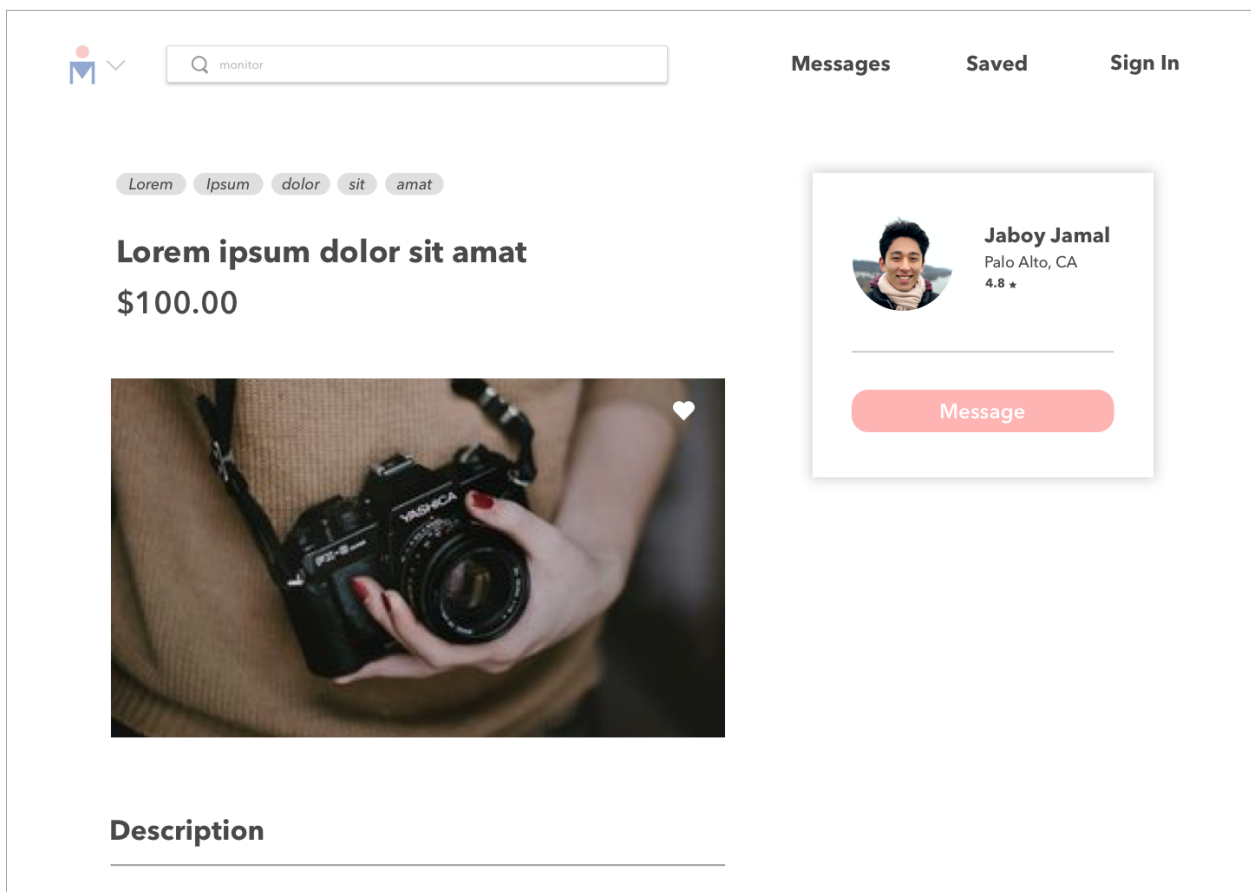 monitor
Messages Saved Sign In
Lorem Ipsum dolor sit amat
Lorem ipsum dolor sit amat
$100.00
Jaboy Jamal
Palo Alto, CA
4.8 ★
Message
YASHICA
Description